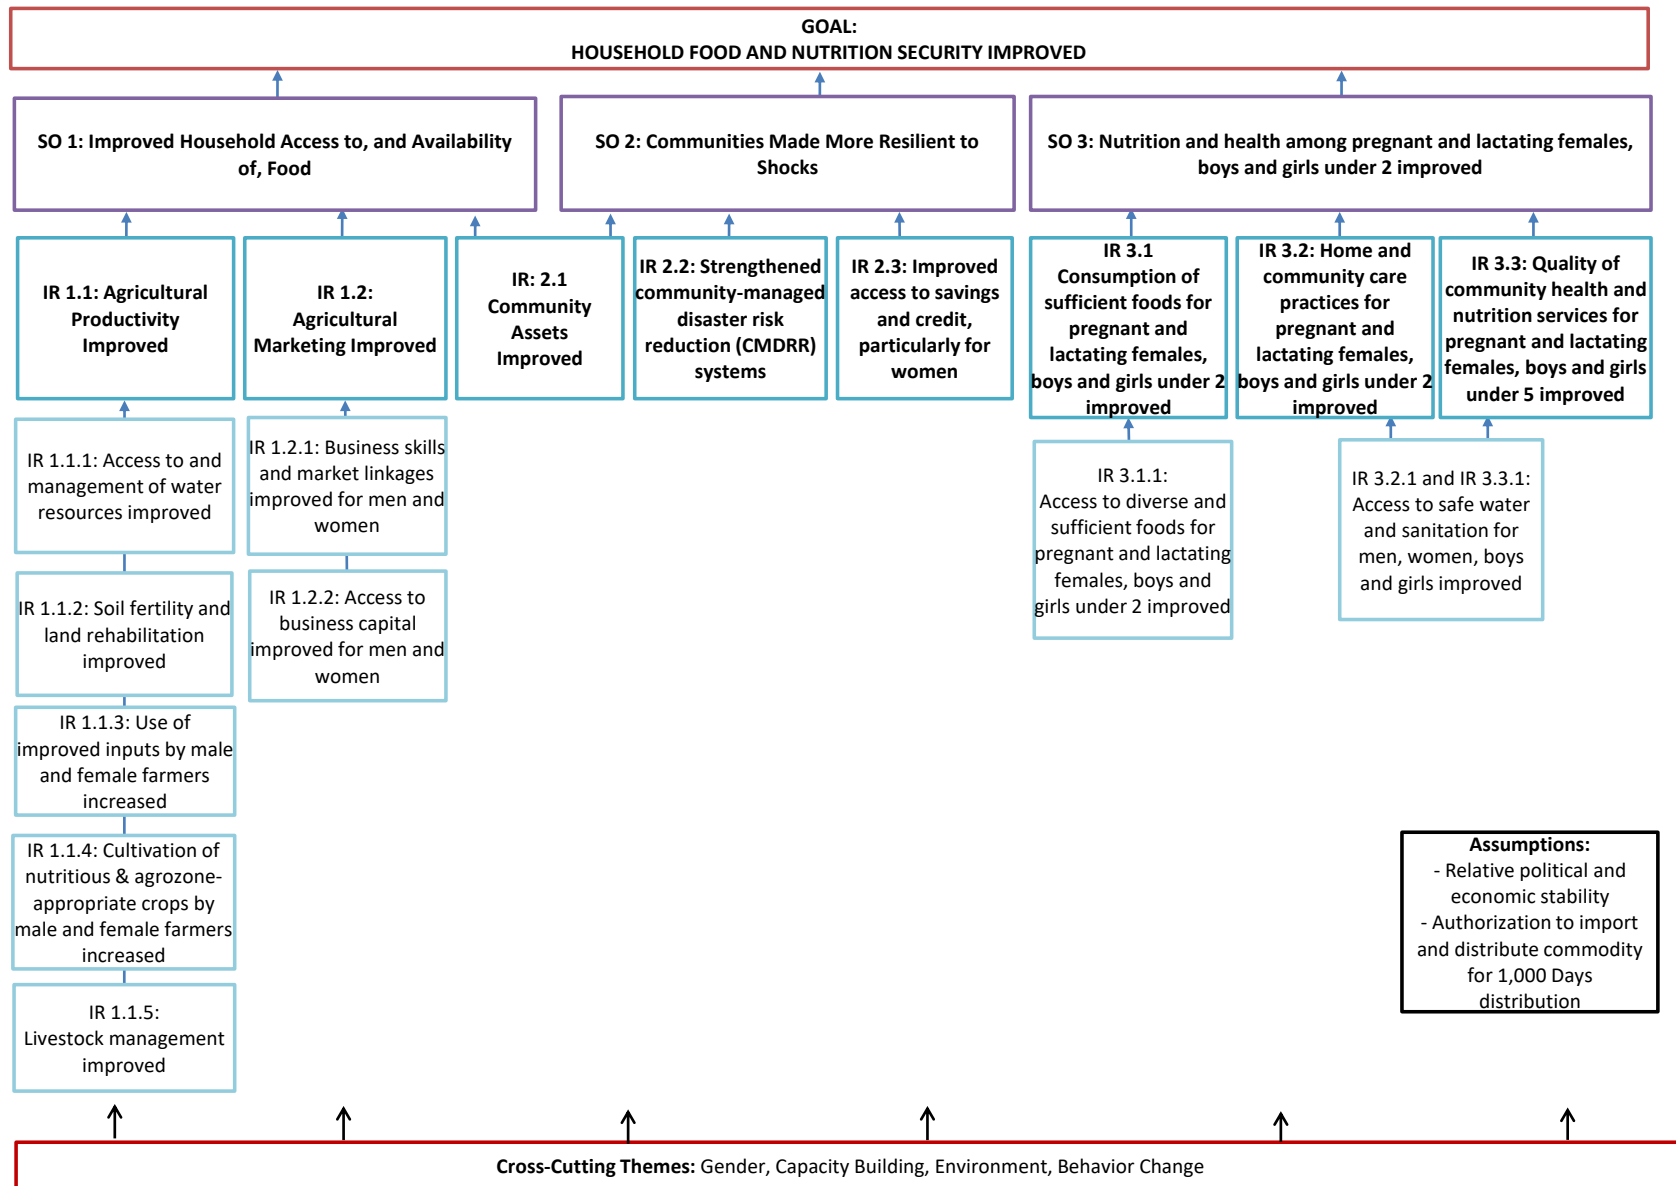 GOAL:
HOUSEHOLD FOOD AND NUTRITION SECURITY IMPROVED
SO 1: Improved Household Access to, and Availability
of, Food
SO 2: Communities Made More Resilient to
Shocks
SO 3: Nutrition and health among pregnant and lactating females,
boys and girls under 2 improved
IR 1.1: Agricultural
Productivity
Improved
IR 1.2:
Agricultural
Marketing Improved
IR: 2.1
Community
Assets
Improved
IR 2.2: Strengthened
community-managed
disaster risk
reduction (CMDRR)
systems
IR 2.3: Improved
access to savings
and credit,
particularly for
women
IR 3.1
Consumption of
sufficient foods for
pregnant and
lactating females,
boys and girls under 2
improved
IR 3.2: Home and
community care
practices for
pregnant and
lactating females,
boys and girls under 2
improved
IR 3.3: Quality of
community health and
nutrition services for
pregnant and lactating
females, boys and girls
under 5 improved
IR 1.1.1: Access to and
management of water
resources improved
IR 1.1.2: Soil fertility and
land rehabilitation
improved
IR 1.1.3: Use of
improved inputs by male
and female farmers
increased
IR 1.1.4: Cultivation of
nutritious & agrozone-
appropriate crops by
male and female farmers
increased
IR 1.1.5:
Livestock management
improved
IR 1.2.1: Business skills
and market linkages
improved for men and
women
IR 1.2.2: Access to
business capital
improved for men and
women
IR 3.1.1:
Access to diverse and
sufficient foods for
pregnant and lactating
females, boys and
girls under 2 improved
IR 3.2.1 and IR 3.3.1:
Access to safe water
and sanitation for
men, women, boys
and girls improved
Assumptions:
- Relative political and
economic stability
- Authorization to import
and distribute commodity
for 1,000 Days
distribution
Cross-Cutting Themes: Gender, Capacity Building, Environment, Behavior Change